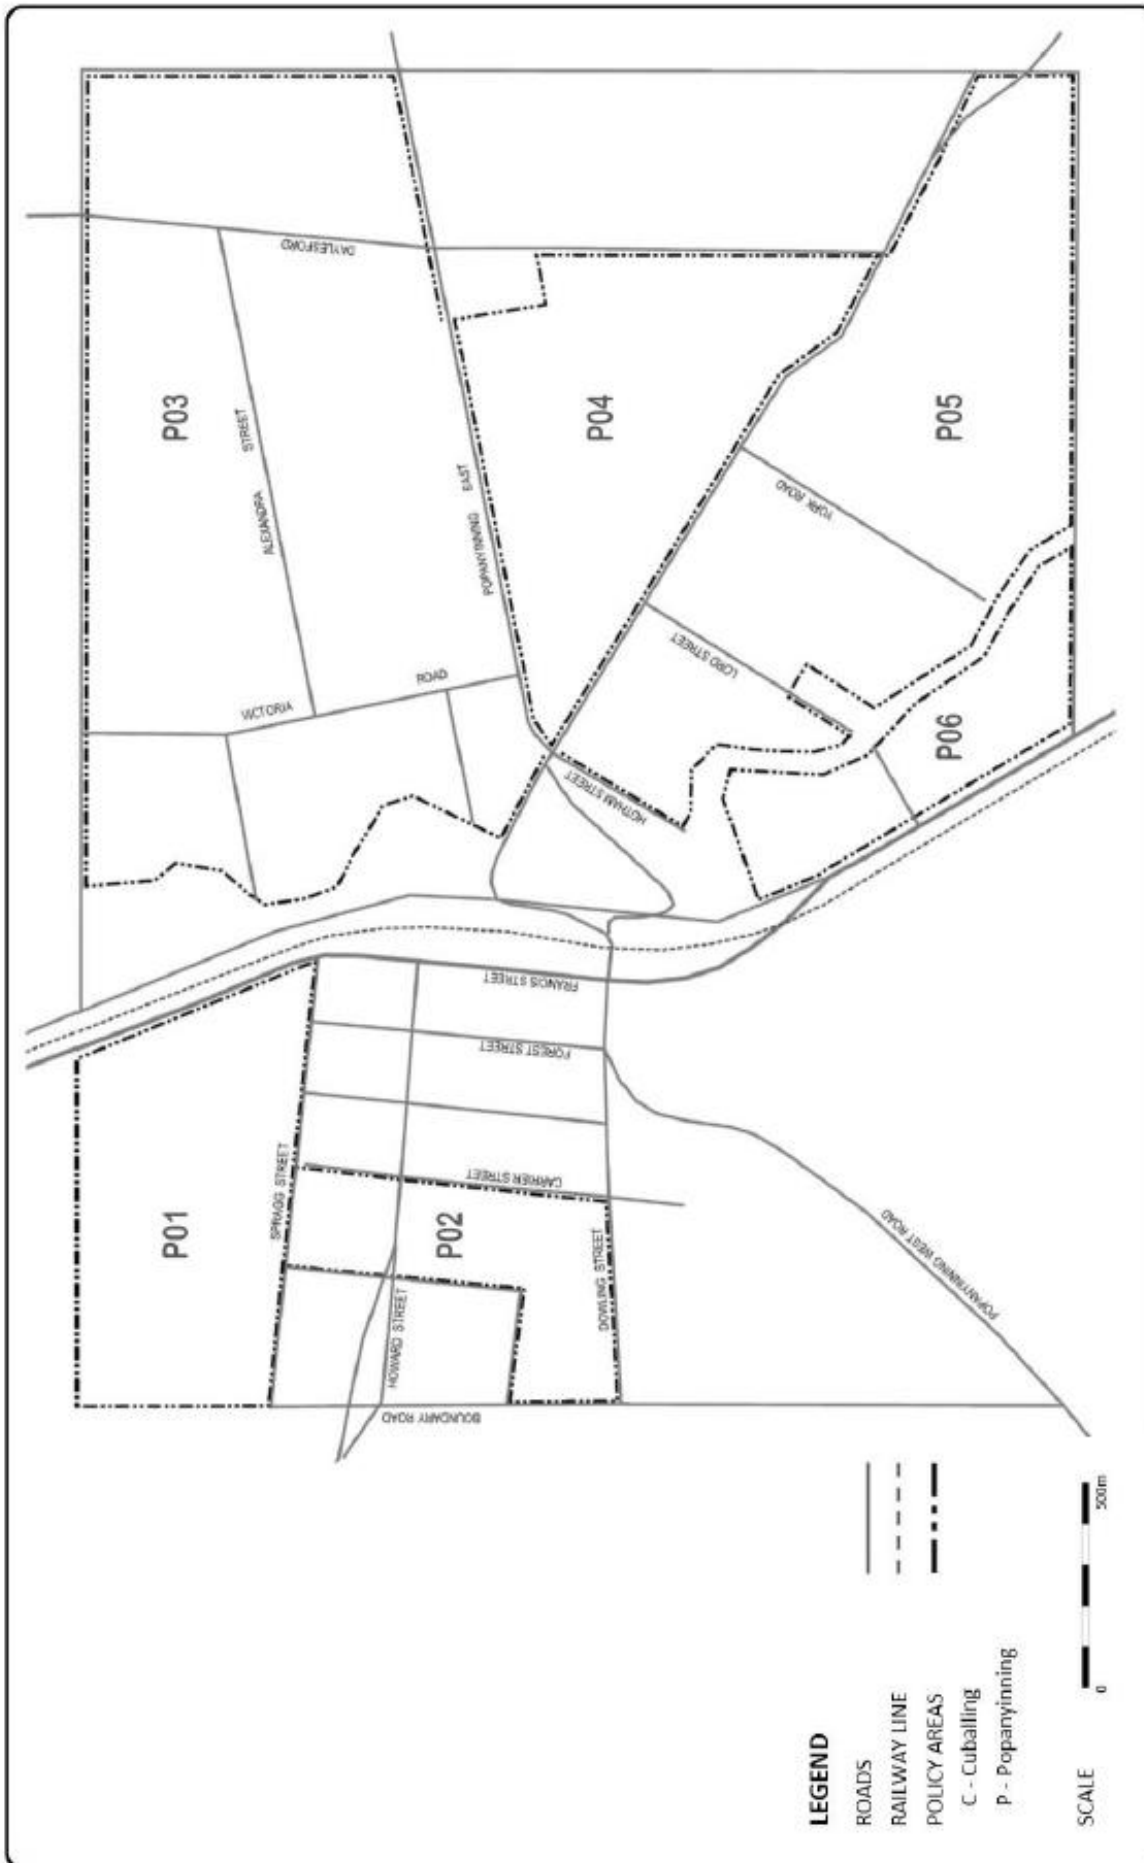 P01
P02
P03
P04
P05
P06
SPRAGG STREET
HOWARD STREET
BOUNDARY ROAD
DOWLING STREET
CARRIER STREET
FOREST STREET
FRANCIS STREET
POPANYINNING WEST ROAD
VICTORIA ROAD
ALEXANDRA STREET
DAYLESFORD
POPANYINNING EAST
HOTHAM STREET
LORD STREET
YORK ROAD
LEGEND
ROADS
RAILWAY LINE
POLICY AREAS
C - Cuballing
P - Popanyinning
SCALE
0
500m